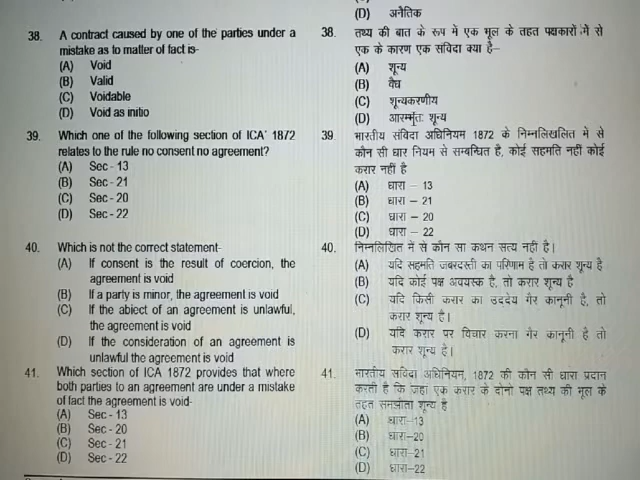 38. A contract caused by one of the parties under a
mistake as to matter of fact is-
(A) Void
(B) Valid
(C) Voidable
(D) Void as initio
39. Which one of the following section of ICA' 1872
relates to the rule no consent no agreement?
(A) Sec - 13
(B) Sec - 21
(C) Sec - 20
(D) Sec - 22
40. Which is not the correct statement-
(A) If consent is the result of coercion, the
agreement is void
(B) If a party is minor, the agreement is void
(C) If the abiect of an agreement is unlawful,
the agreement is void
(D) If the consideration of an agreement is
unlawful the agreement is void
41. Which section of ICA 1872 provides that where
both parties to an agreement are under a mistake
of fact the agreement is void-
(A) Sec - 13
(B) Sec - 20
(C) Sec - 21
(D) Sec - 22
(D) अनैतिक
38. तथ्य की बात के रूप में एक मूल के तहत पक्षकारों में से
एक के कारण एक संविदा क्या है–
(A) शून्य
(B) वैध
(C) शून्यकरणीय
(D) आरम्भृतः शून्य
39 भारतीय संविदा अधिनियम 1872 के निम्नलिखित में से
कौन सी धार नियम से सम्बन्धित है, कोई सहमति नहीं कोई
करार नहीं है
(A) धारा – 13
(B) धारा – 21
(C) धारा – 20
(D) धारा – 22
40. निम्नलिखित में से कौन सा कथन सत्य नहीं है।
(A) यदि सहमति जबरदस्ती का परिणाम है तो करार शून्य है
(B) यदि कोई पक्ष अवयस्क है, तो करार शून्य है
(C) यदि किसी करार का उददेय गैर कानूनी है, तो
करार शून्य है।
(D) यदि करार पर विचार करना गैर कानूनी है तो
करार शून्य है।
41. भारतीय संविदा अधिनियम, 1872 की कौन सी धारा प्रदान
करती है कि जहा एक करार के दोनो पक्ष तथ्य की भूल के
तहत समझौता शून्य है
(A) धारा–13
(B) धारा–20
(C) धारा–21
(D) धारा–22